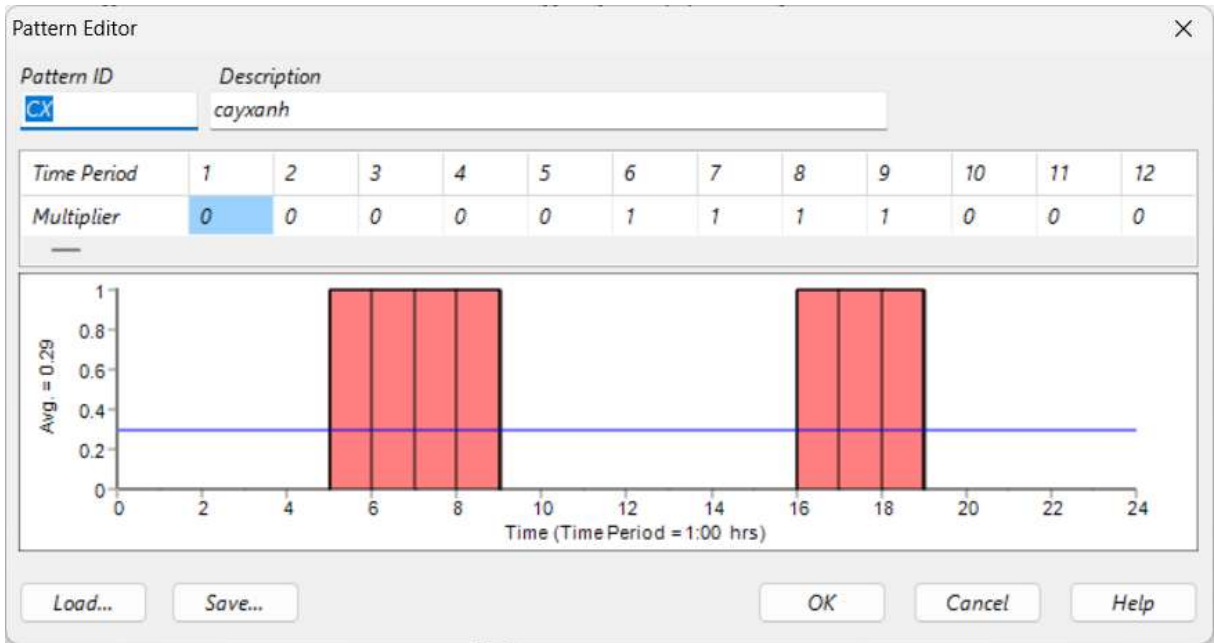 Pattern Editor
Pattern ID Description
CX cayxanh
Time Period 1 2 3 4 5 6 7 8 9 10 11 12
Multiplier 0 0 0 0 0 1 1 1 1 0 0 0
Avg. = 0.29
1
0.8
0.6
0.4
0.2
0
0 2 4 6 8 10 12 14 16 18 20 22 24
Time (Time Period = 1:00 hrs)
Load... Save... OK Cancel Help